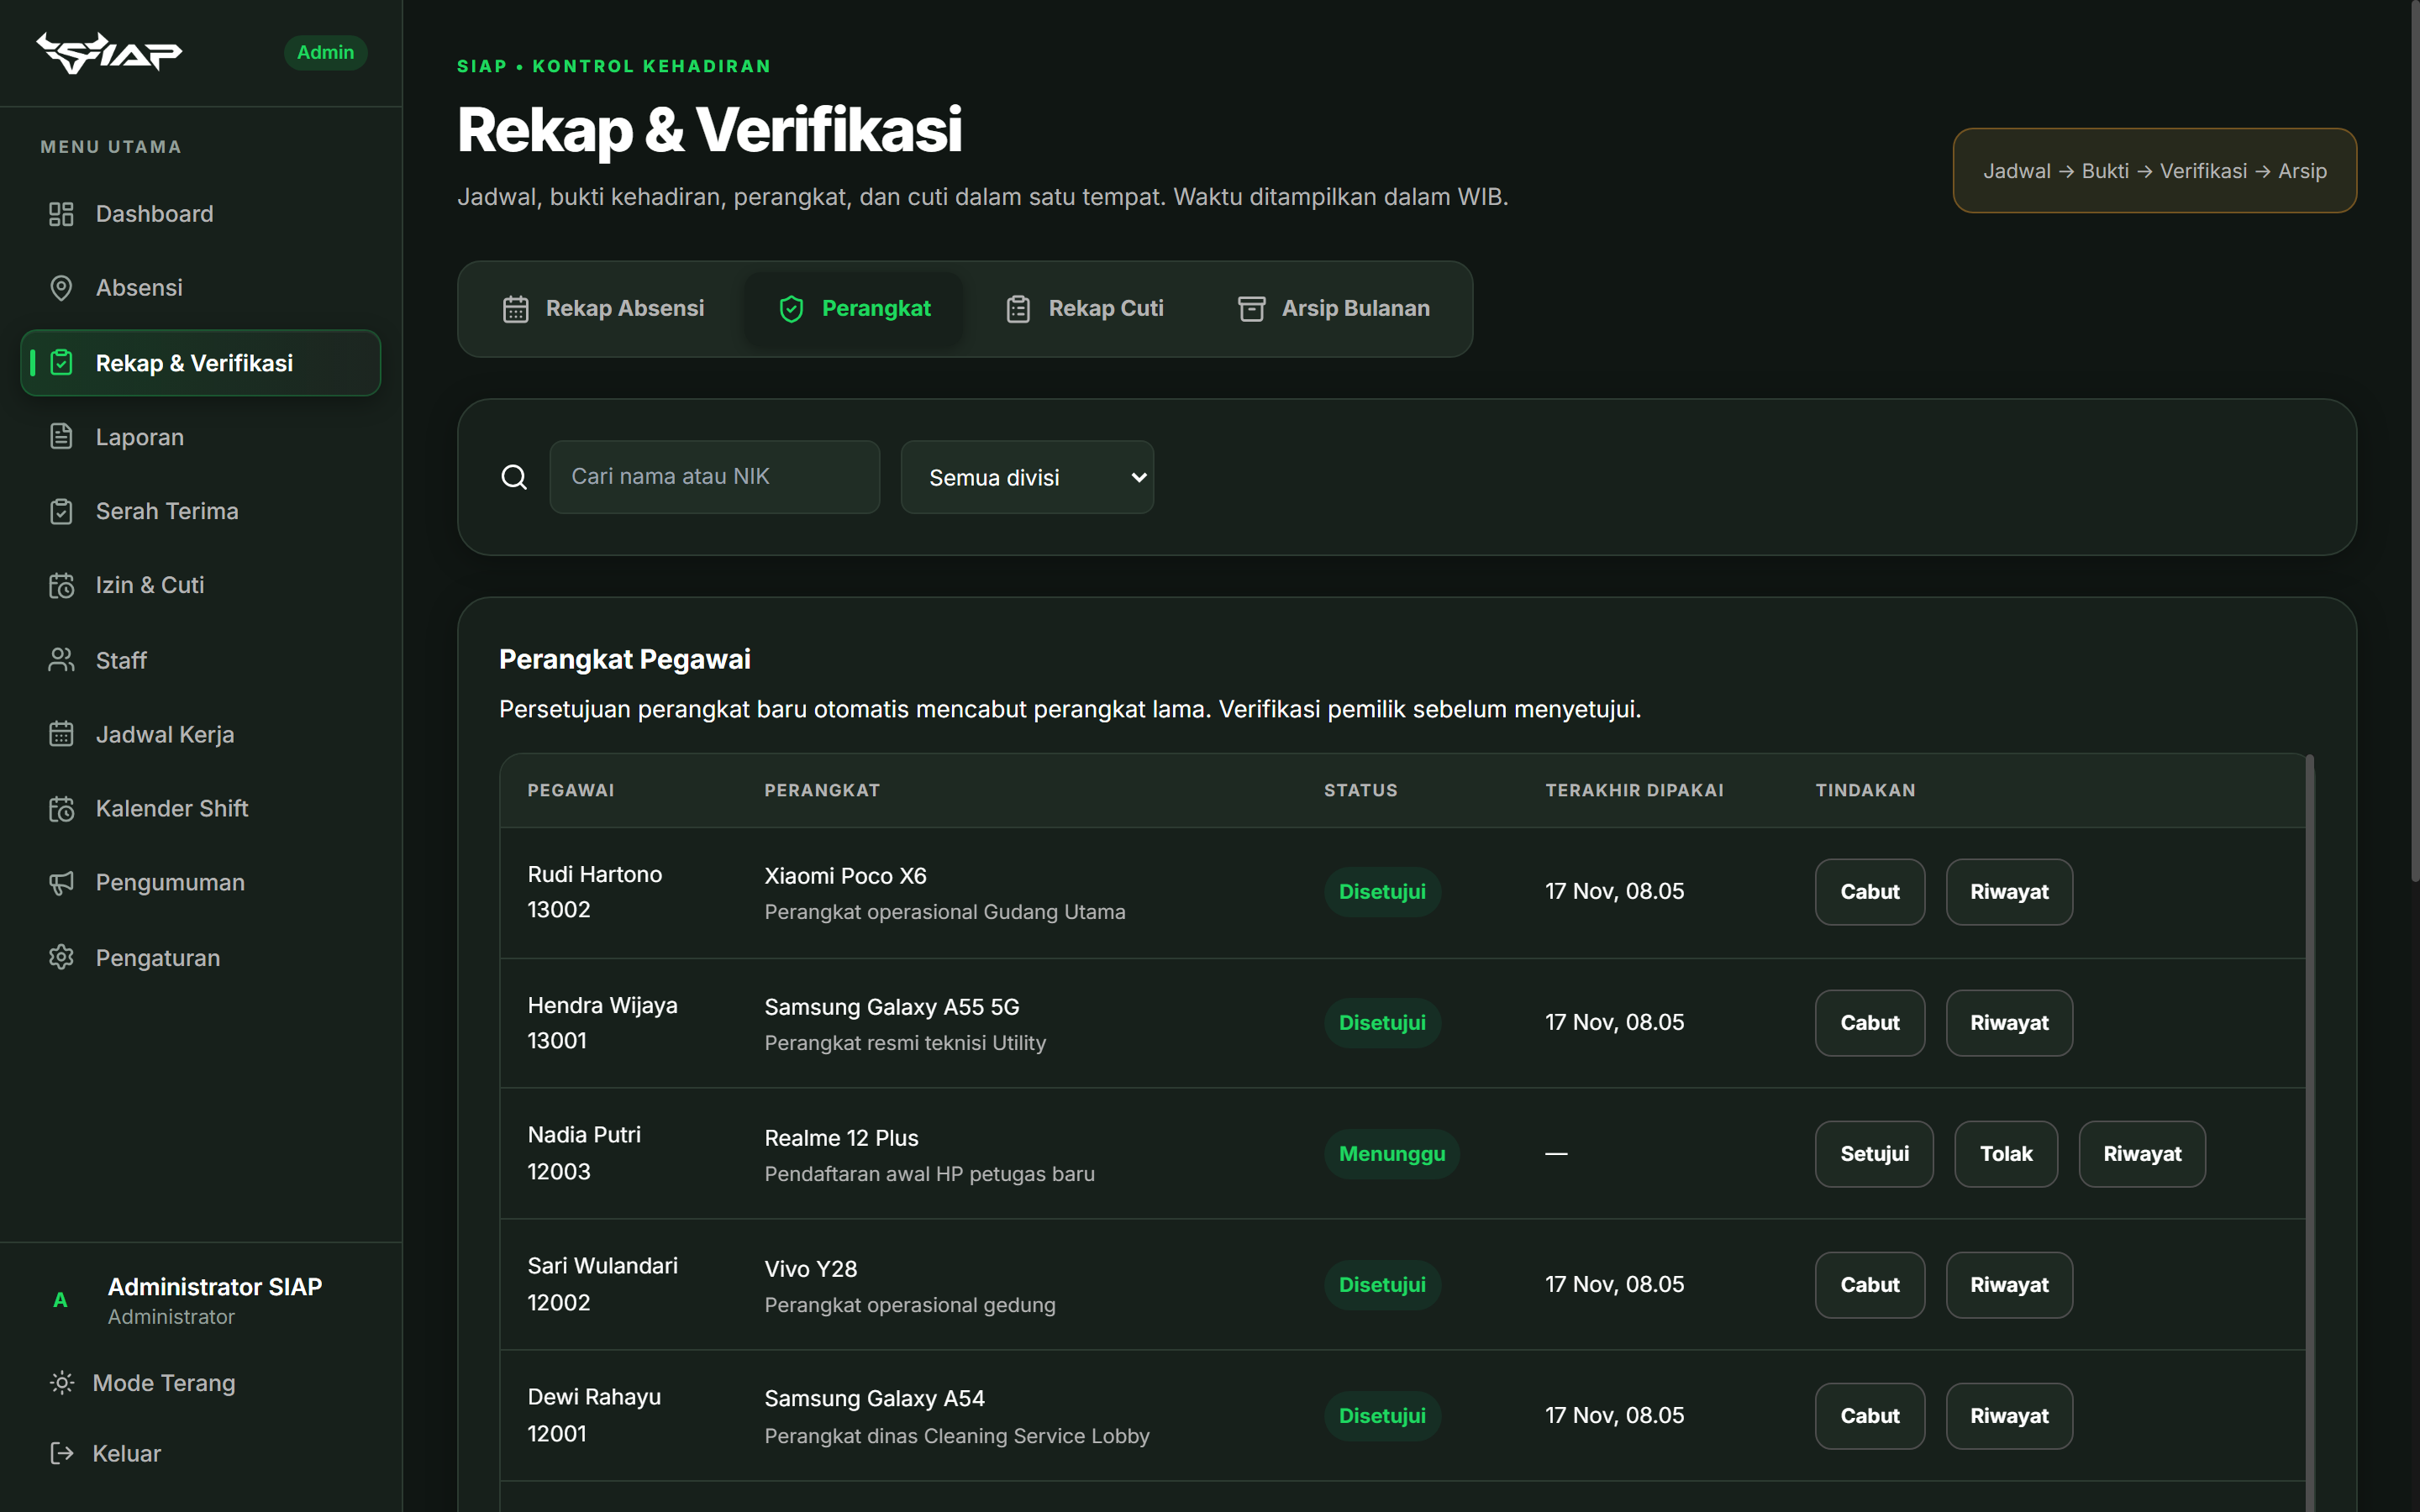 SIAP
Admin
MENU UTAMA
Dashboard
Absensi
Rekap & Verifikasi
Laporan
Serah Terima
Izin & Cuti
Staff
Jadwal Kerja
Kalender Shift
Pengumuman
Pengaturan
A
Administrator SIAP
Administrator
Mode Terang
Keluar
SIAP • KONTROL KEHADIRAN
Rekap & Verifikasi
Jadwal, bukti kehadiran, perangkat, dan cuti dalam satu tempat. Waktu ditampilkan dalam WIB.
Jadwal → Bukti → Verifikasi → Arsip
Rekap Absensi
Perangkat
Rekap Cuti
Arsip Bulanan
Cari nama atau NIK
Semua divisi
Perangkat Pegawai
Persetujuan perangkat baru otomatis mencabut perangkat lama. Verifikasi pemilik sebelum menyetujui.
PEGAWAI PERANGKAT STATUS TERAKHIR DIPAKAI TINDAKAN
Rudi Hartono
13002
Xiaomi Poco X6
Perangkat operasional Gudang Utama
Disetujui
17 Nov, 08.05
Cabut
Riwayat
Hendra Wijaya
13001
Samsung Galaxy A55 5G
Perangkat resmi teknisi Utility
Disetujui
17 Nov, 08.05
Cabut
Riwayat
Nadia Putri
12003
Realme 12 Plus
Pendaftaran awal HP petugas baru
Menunggu
—
Setujui
Tolak
Riwayat
Sari Wulandari
12002
Vivo Y28
Perangkat operasional gedung
Disetujui
17 Nov, 08.05
Cabut
Riwayat
Dewi Rahayu
12001
Samsung Galaxy A54
Perangkat dinas Cleaning Service Lobby
Disetujui
17 Nov, 08.05
Cabut
Riwayat